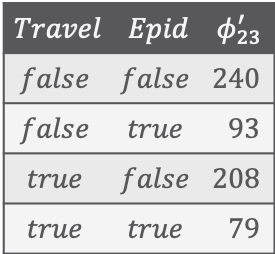 Travel Epid ϕ′₂₃
false false 240
false true 93
true false 208
true true 79